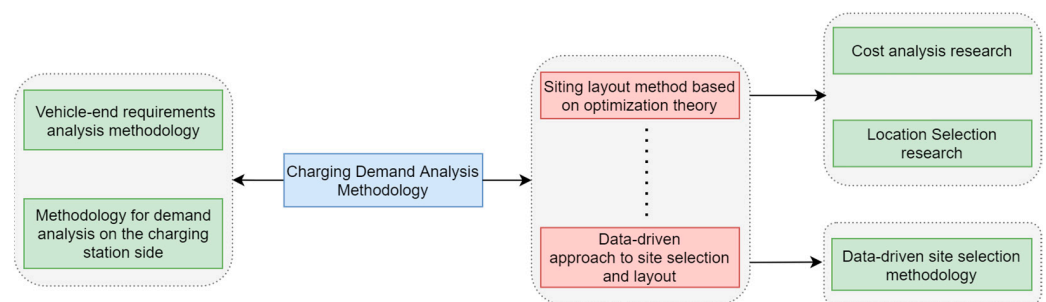 Vehicle-end requirements
analysis methodology
Methodology for demand
analysis on the charging
station side
Charging Demand Analysis
Methodology
Siting layout method based
on optimization theory
Data-driven
approach to site selection
and layout
Cost analysis research
Location Selection
research
Data-driven site selection
methodology